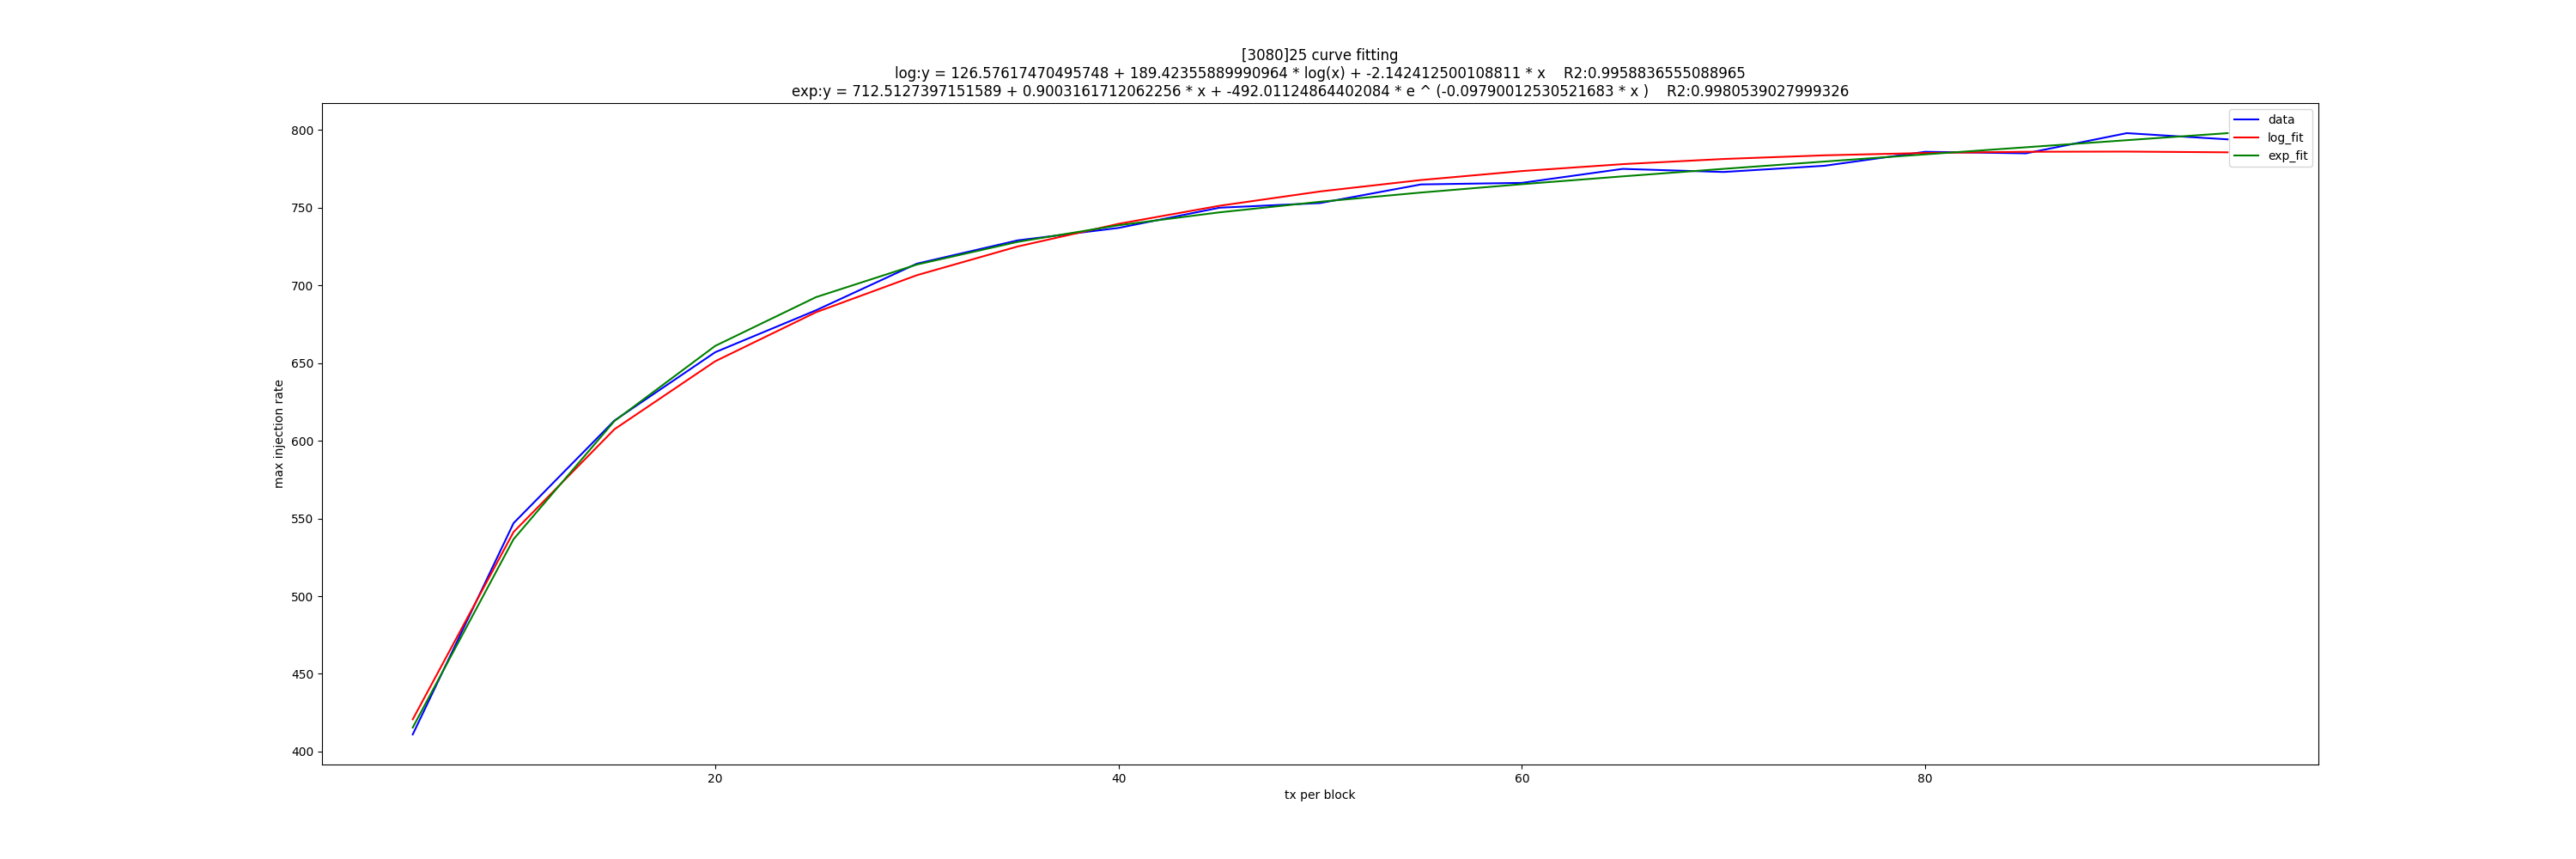 [3080]25 curve fitting
log:y = 126.57617470495748 + 189.42355889990964 * log(x) + -2.142412500108811 * x    R2:0.9958836555088965
exp:y = 712.5127397151589 + 0.9003161712062256 * x + -492.01124864402084 * e ^ (-0.09790012530521683 * x )    R2:0.9980539027999326
data
log_fit
exp_fit
max injection rate
800
750
700
650
600
550
500
450
400
20
40
60
80
tx per block